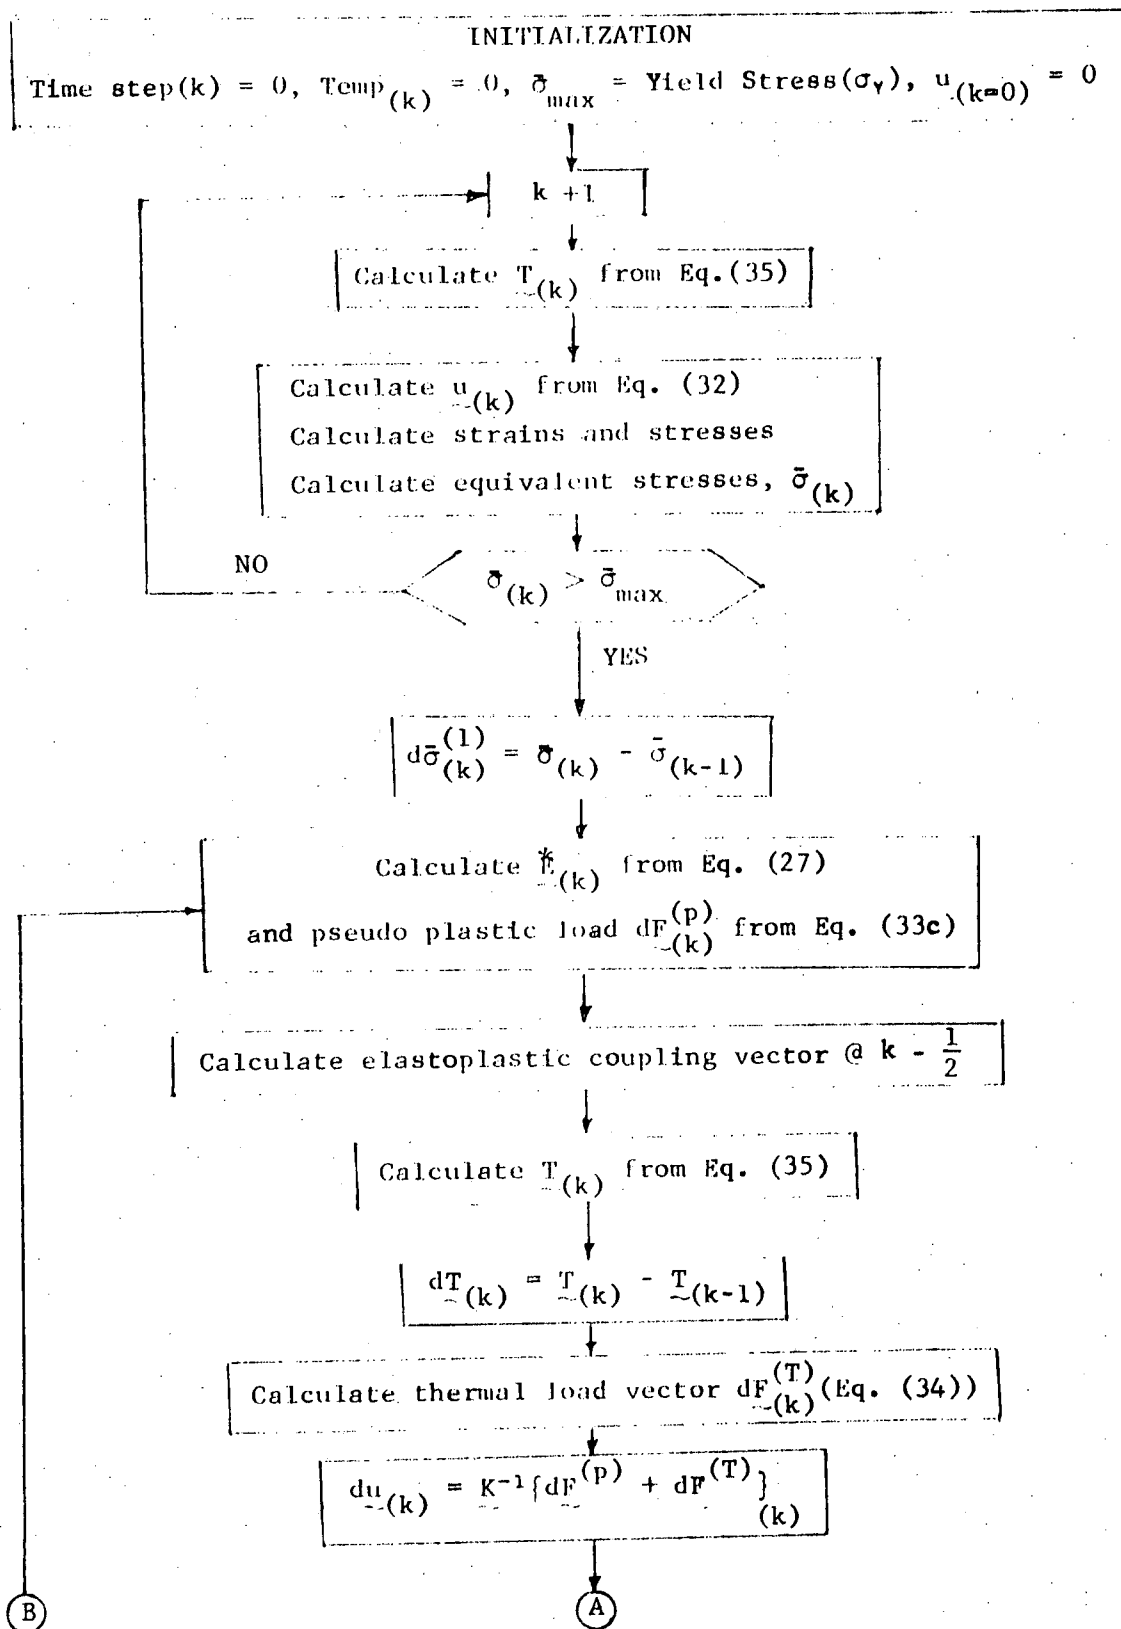 INITIALIZATION
Time step(k) = 0, Temp(k) = 0, σ̄max = Yield Stress(σY), u(k=0) = 0
k +1
Calculate T(k) from Eq.(35)
Calculate u(k) from Eq. (32)
Calculate strains and stresses
Calculate equivalent stresses, σ̄(k)
NO
σ̄(k) > σ̄max
YES
dσ̄(k)^(1) = σ̄(k) - σ̄(k-1)
Calculate (k) from Eq. (27)
and pseudo plastic load dF(k)^(p) from Eq. (33c)
Calculate elastoplastic coupling vector @ k - 1/2
Calculate T(k) from Eq. (35)
dT(k) = T(k) - T(k-1)
Calculate thermal load vector dF(k)^(T)(Eq. (34))
du(k) = K^-1{dF^(p) + dF^(T)}(k)
B
A